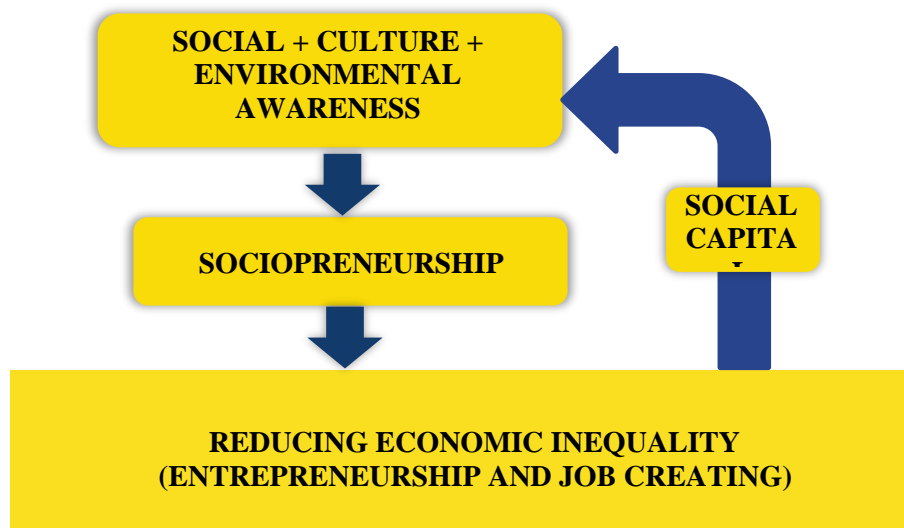 SOCIAL + CULTURE +
ENVIRONMENTAL
AWARENESS
SOCIOPRENEURSHIP
SOCIAL
CAPITA
REDUCING ECONOMIC INEQUALITY
(ENTREPRENEURSHIP AND JOB CREATING)